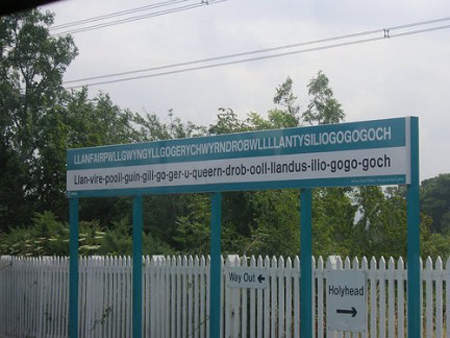 LLANFAIRPWLLGWYNGYLLGOGERYCHWYRNDROBWLLLLANTYSILIOGOGOGOCH
Llan-vire-pooll-guin-gill-go-ger-u-queern-drob-ooll-llandus-ilio-gogo-goch
Way Out ←
Holyhead
→